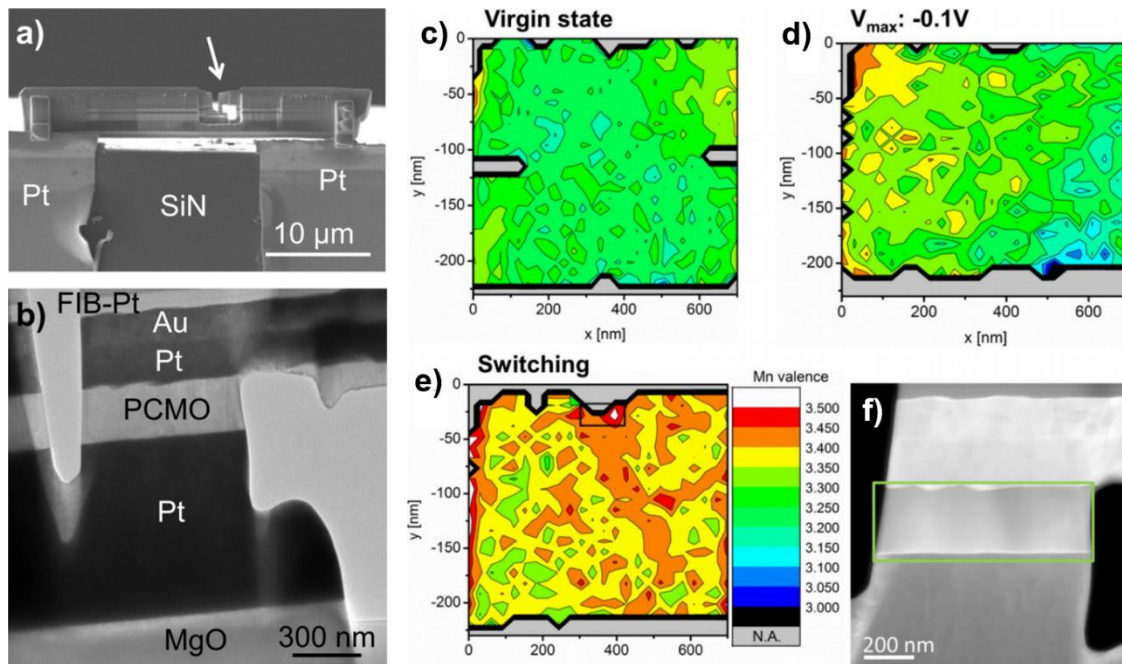 a)
Pt
SiN
Pt
10 µm
b)
FIB-Pt
Au
Pt
PCMO
Pt
MgO
300 nm
c)
Virgin state
0
-50
-100
-150
-200
y [nm]
0 200 400 600
x [nm]
d)
Vmax: -0.1V
0
-50
-100
-150
-200
y [nm]
0 200 400 600
x [nm]
e)
Switching
0
-50
-100
-150
-200
y [nm]
0 200 400 600
x [nm]
Mn valence
3.500
3.450
3.400
3.350
3.300
3.250
3.200
3.150
3.100
3.050
3.000
N.A.
f)
200 nm